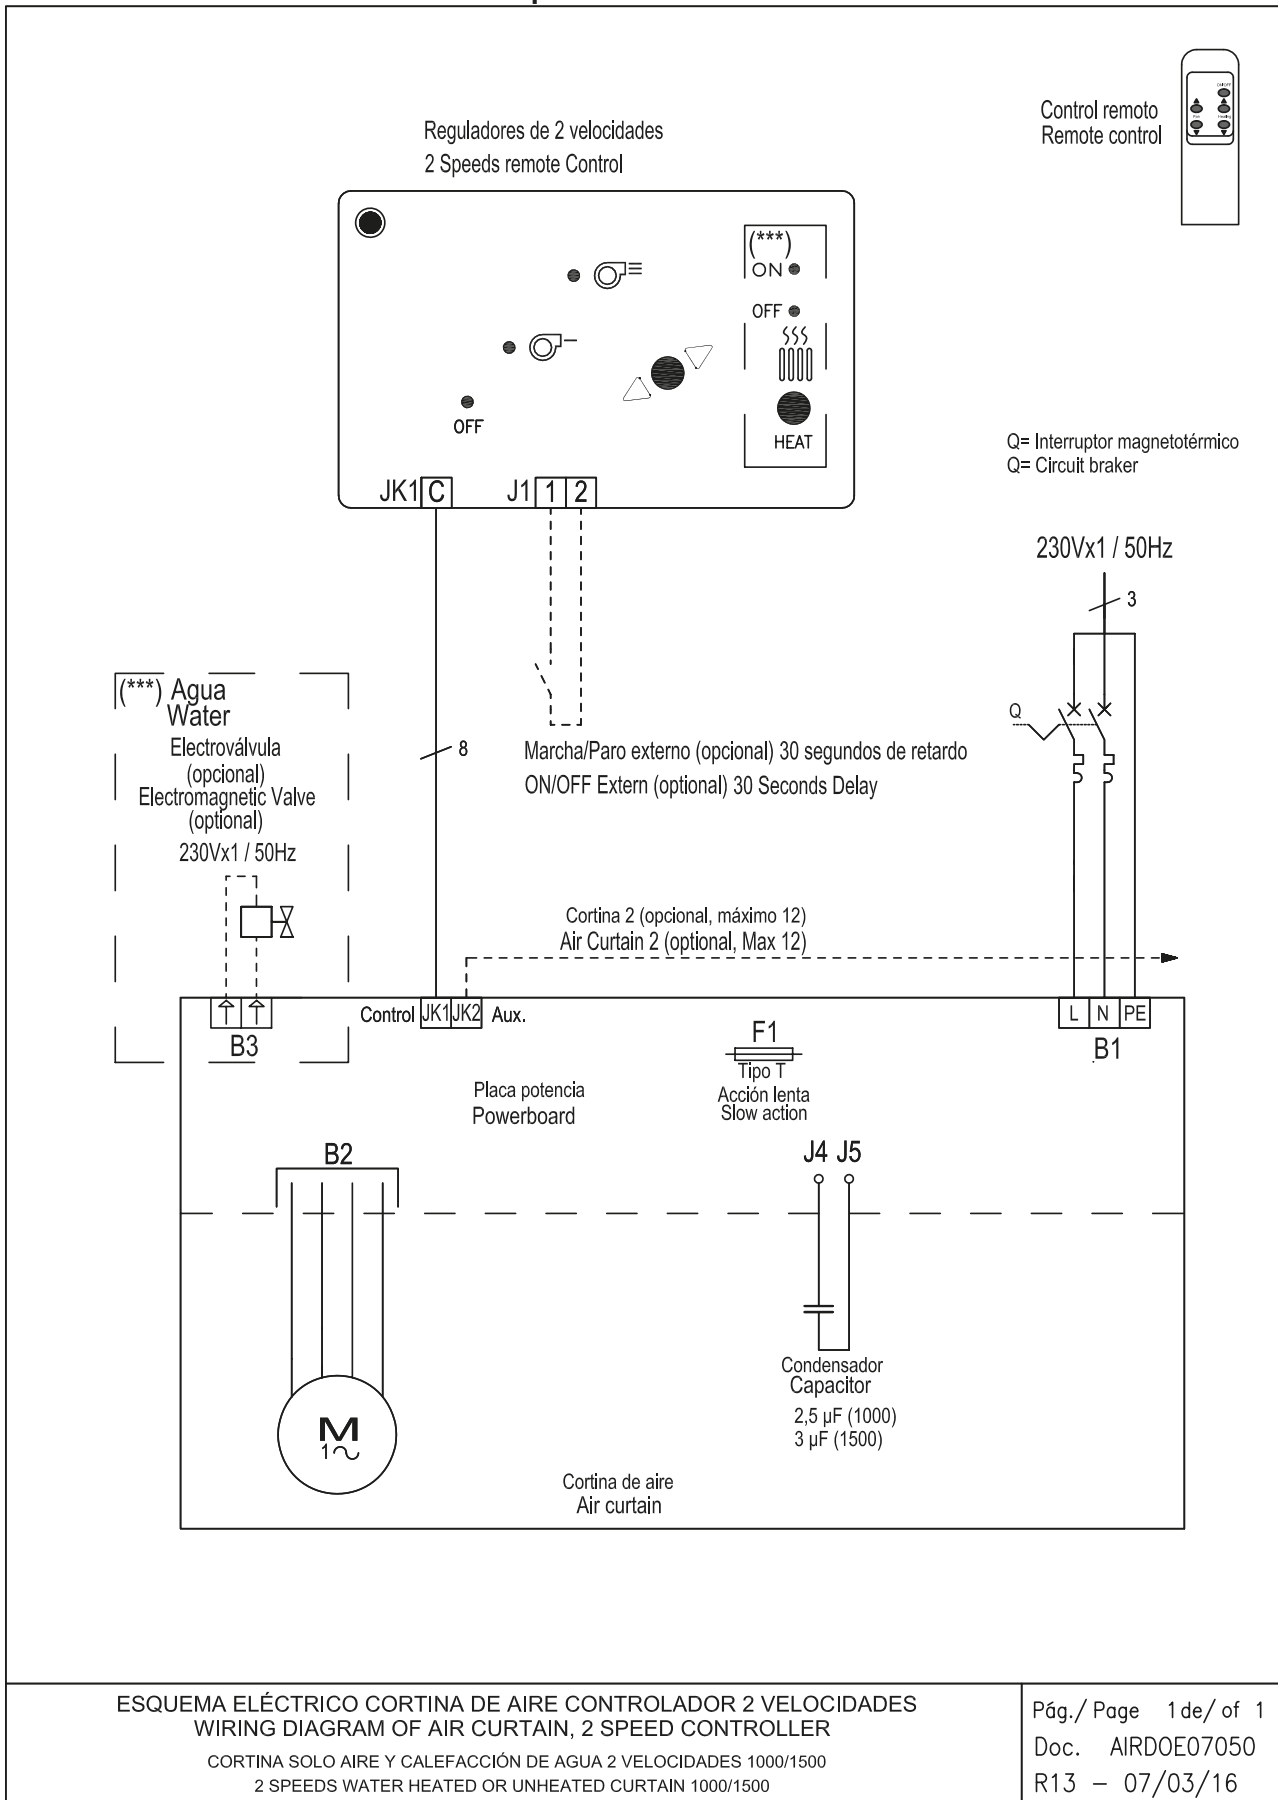 Control remoto
Remote control
ON/OFF
Fan
Heating
Reguladores de 2 velocidades
2 Speeds remote Control
(***)
ON
OFF
HEAT
OFF
JK1 C
J1 1 2
Q= Interruptor magnetotérmico
Q= Circuit braker
230Vx1 / 50Hz
3
Q
(***) Agua
Water
Electroválvula
(opcional)
Electromagnetic Valve
(optional)
230Vx1 / 50Hz
8
Marcha/Paro externo (opcional) 30 segundos de retardo
ON/OFF Extern (optional) 30 Seconds Delay
Cortina 2 (opcional, máximo 12)
Air Curtain 2 (optional, Max 12)
B3
Control JK1 JK2 Aux.
L N PE
B1
F1
Tipo T
Acción lenta
Slow action
Placa potencia
Powerboard
B2
J4 J5
Condensador
Capacitor
2,5 µF (1000)
3 µF (1500)
M
1~
Cortina de aire
Air curtain
ESQUEMA ELÉCTRICO CORTINA DE AIRE CONTROLADOR 2 VELOCIDADES
WIRING DIAGRAM OF AIR CURTAIN, 2 SPEED CONTROLLER
CORTINA SOLO AIRE Y CALEFACCIÓN DE AGUA 2 VELOCIDADES 1000/1500
2 SPEEDS WATER HEATED OR UNHEATED CURTAIN 1000/1500
Pág./ Page 1 de/ of 1
Doc. AIRDOE07050
R13 – 07/03/16